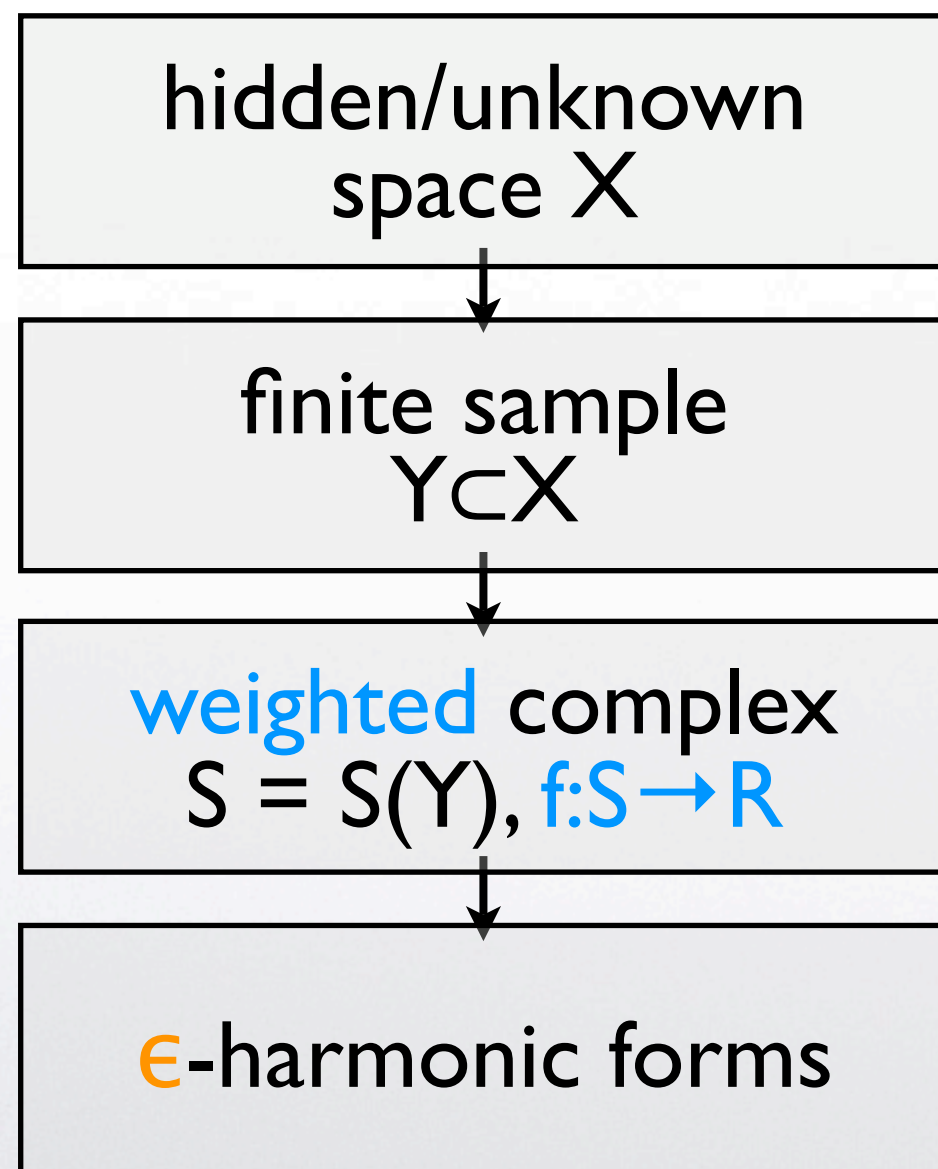 hidden/unknown
space X
finite sample
Y⊂X
weighted complex
S = S(Y), f:S→R
ϵ-harmonic forms